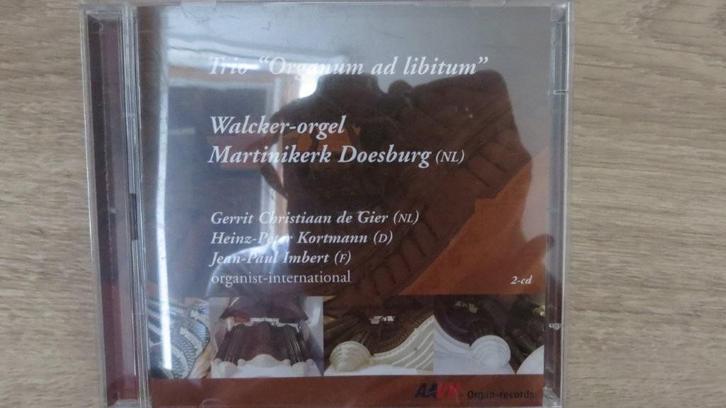 Trio "Organum ad libitum"
Walcker-orgel
Martinikerk Doesburg (NL)
Gerrit Christiaan de Gier (NL)
Heinz-Peter Kortmann (D)
Jean-Paul Imbert (F)
organist-international
2-cd
Organ-records